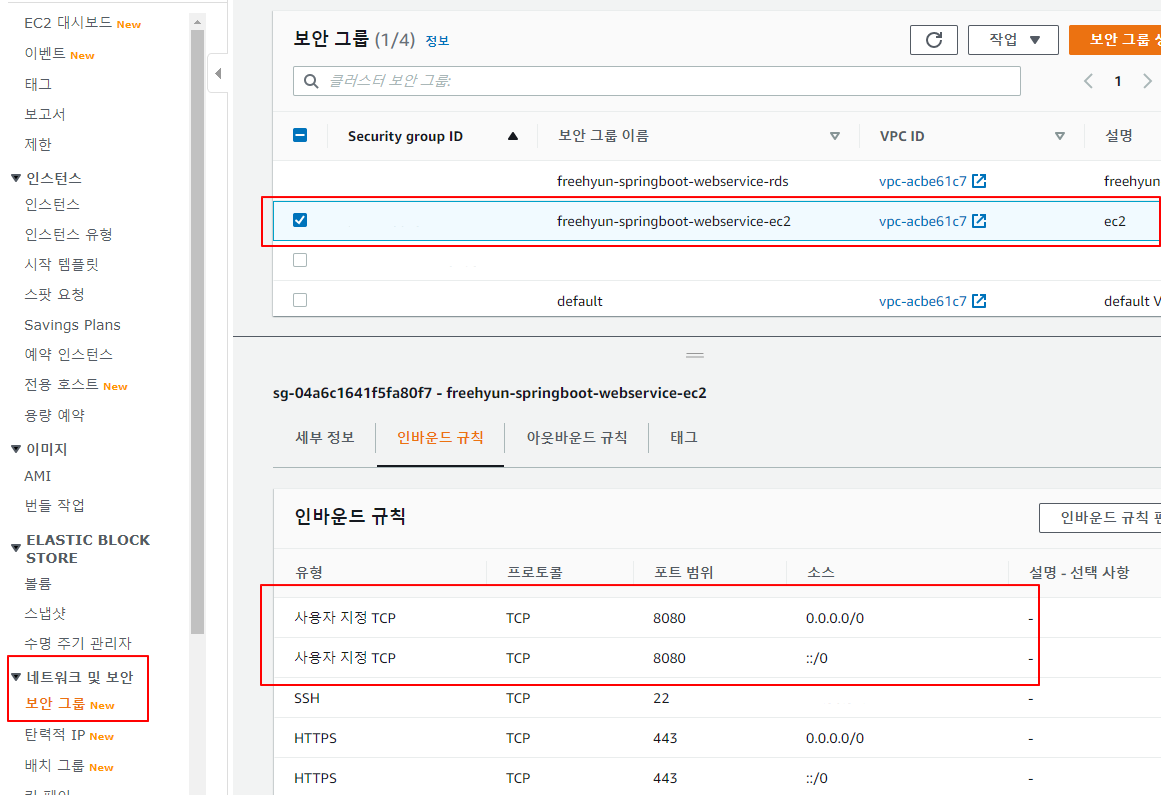 EC2 대시보드 New
이벤트 New
태그
보고서
제한
인스턴스
인스턴스
인스턴스 유형
시작 템플릿
스팟 요청
Savings Plans
예약 인스턴스
전용 호스트 New
용량 예약
이미지
AMI
번들 작업
ELASTIC BLOCK
STORE
볼륨
스냅샷
수명 주기 관리자
네트워크 및 보안
보안 그룹 New
탄력적 IP New
배치 그룹 New
보안 그룹 (1/4) 정보
작업
보안 그룹
클러스터 보안 그룹:
1
Security group ID 보안 그룹 이름 VPC ID 설명
freehyun-springboot-webservice-rds vpc-acbe61c7 freehyun
freehyun-springboot-webservice-ec2 vpc-acbe61c7 ec2
default vpc-acbe61c7 default V
sg-04a6c1641f5fa80f7 - freehyun-springboot-webservice-ec2
세부 정보 인바운드 규칙 아웃바운드 규칙 태그
인바운드 규칙
인바운드 규칙
유형 프로토콜 포트 범위 소스 설명 - 선택 사항
사용자 지정 TCP TCP 8080 0.0.0.0/0 -
사용자 지정 TCP TCP 8080 ::/0 -
SSH TCP 22 -
HTTPS TCP 443 0.0.0.0/0 -
HTTPS TCP 443 ::/0 -